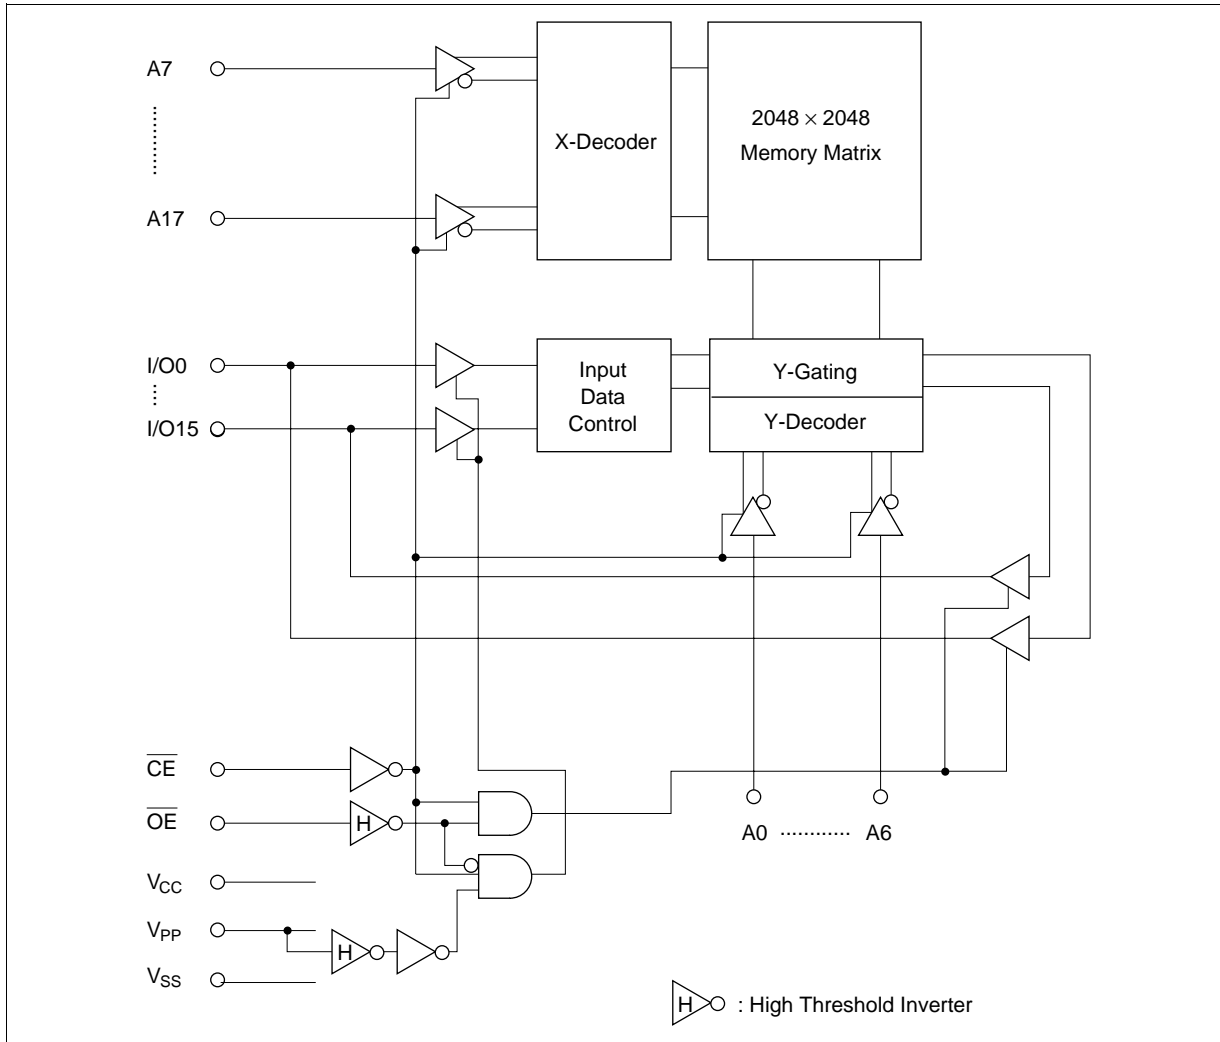 A7
X-Decoder
2048 × 2048
Memory Matrix
A17
I/O0
I/O15
Input
Data
Control
Y-Gating
Y-Decoder
CE
OE
H
A0 ............ A6
VCC
VPP
H
VSS
H : High Threshold Inverter